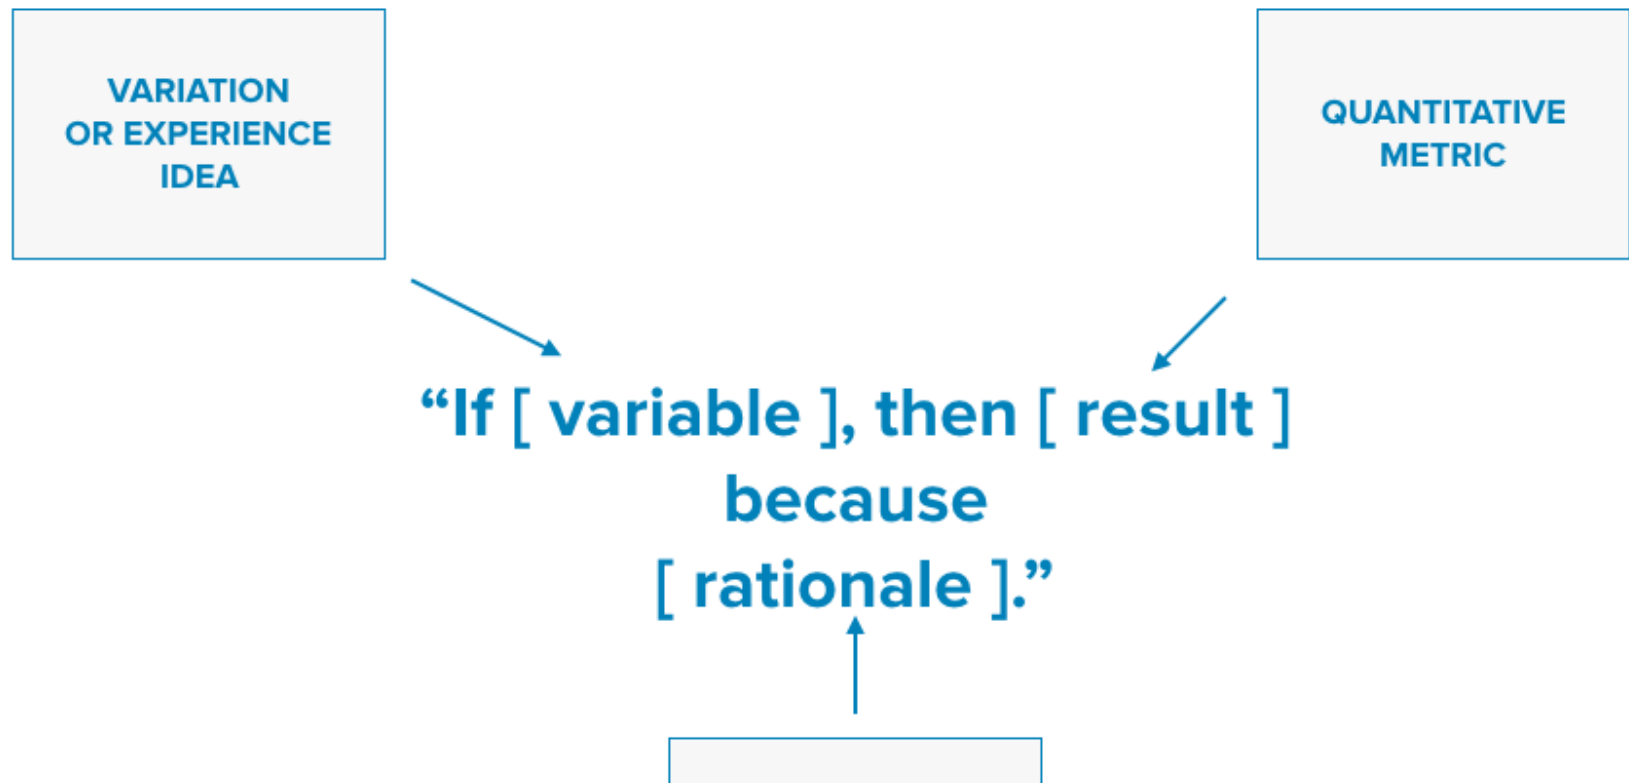 VARIATION
OR EXPERIENCE
IDEA
QUANTITATIVE
METRIC
“If [ variable ], then [ result ]
because
[ rationale ].”